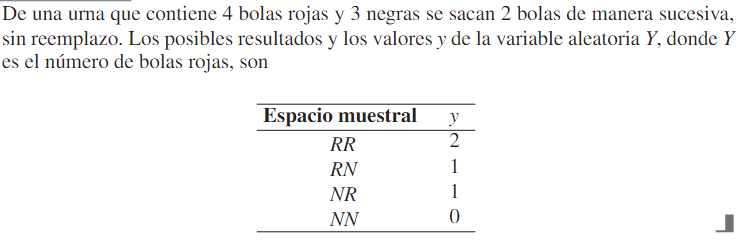 De una urna que contiene 4 bolas rojas y 3 negras se sacan 2 bolas de manera sucesiva,
sin reemplazo. Los posibles resultados y los valores y de la variable aleatoria Y, donde Y
es el número de bolas rojas, son
Espacio muestral y
RR 2
RN 1
NR 1
NN 0